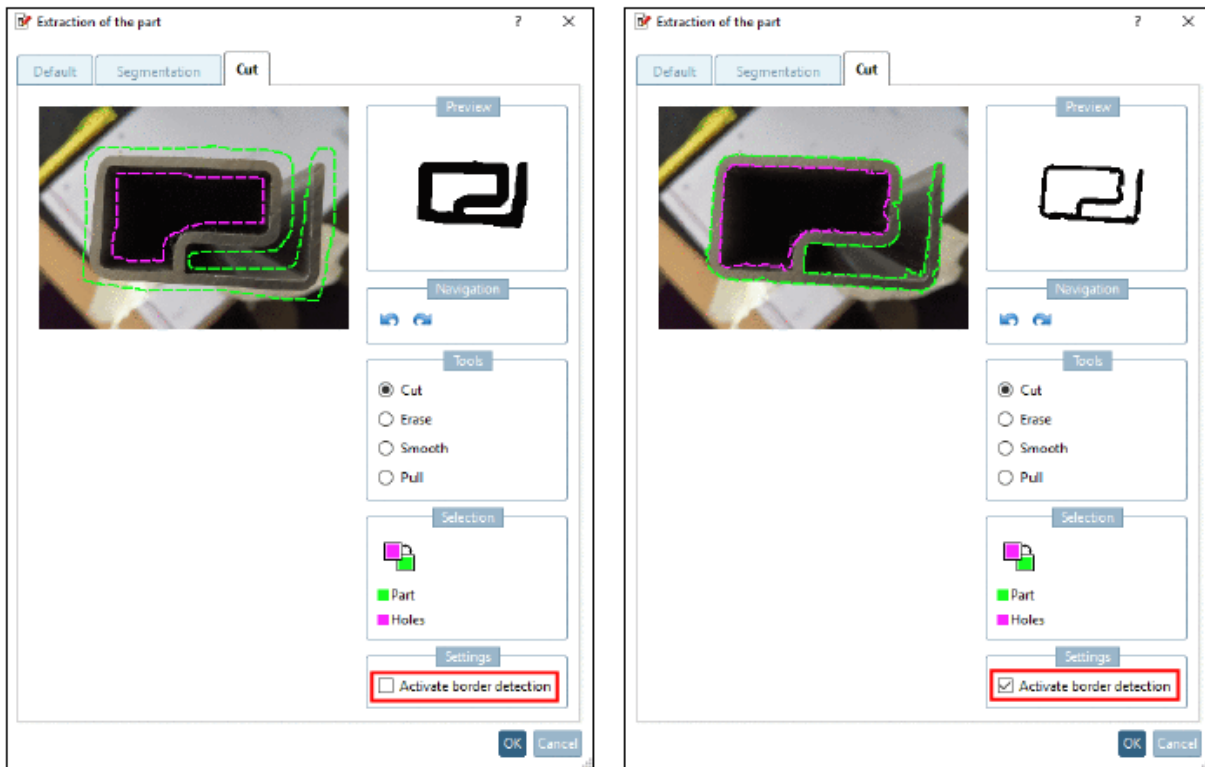 Extraction of the part
?
×
Default
Segmentation
Cut
Preview
Navigation
Tools
Cut
Erase
Smooth
Pull
Selection
Part
Holes
Settings
Activate border detection
OK
Cancel
Extraction of the part
?
×
Default
Segmentation
Cut
Preview
Navigation
Tools
Cut
Erase
Smooth
Pull
Selection
Part
Holes
Settings
Activate border detection
OK
Cancel